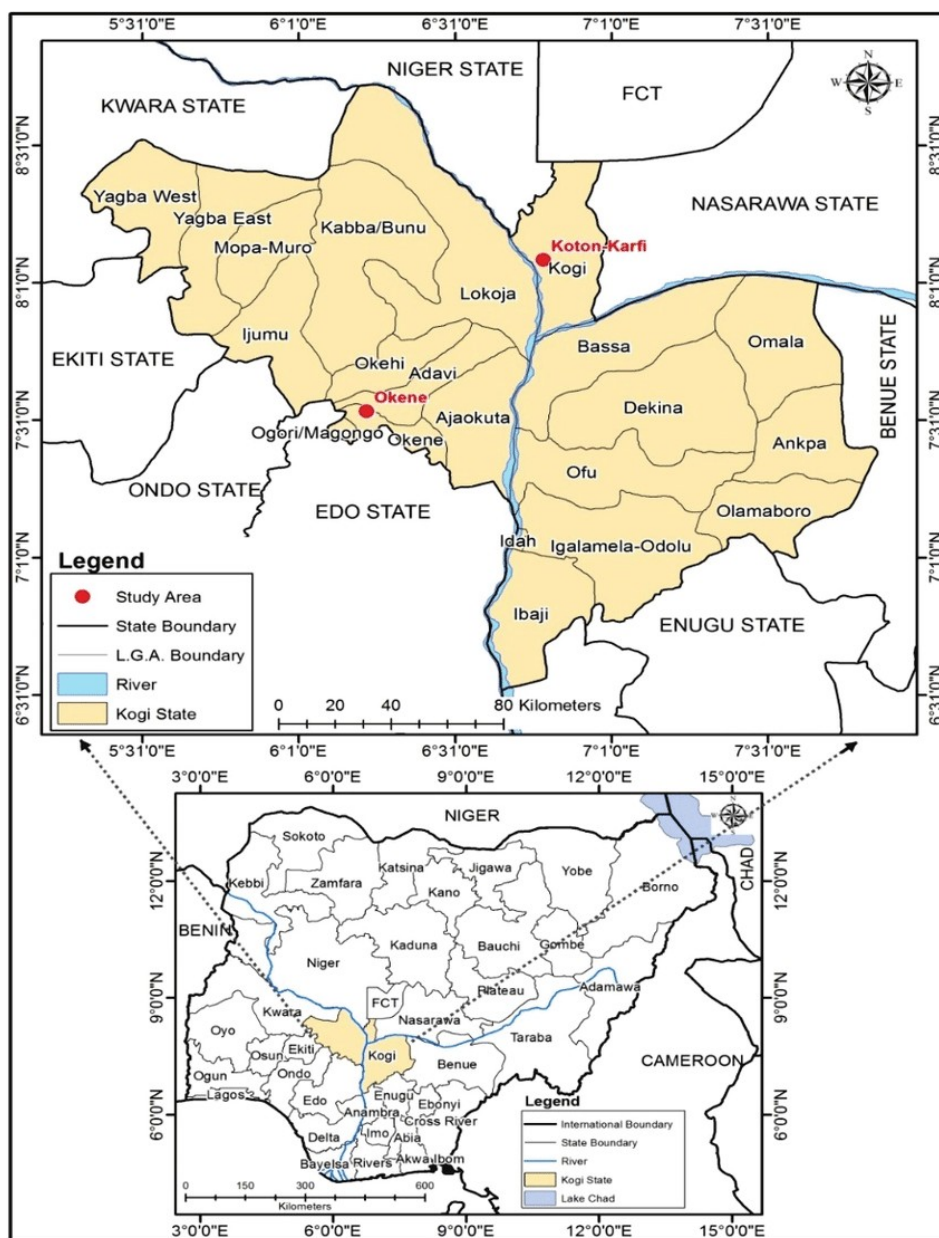 5°31'0"E 6°1'0"E 6°31'0"E 7°1'0"E 7°31'0"E
NIGER STATE
FCT
N
W E
S
KWARA STATE
8°31'0"N
8°31'0"N
NASARAWA STATE
Yagba West
Yagba East
Kabba/Bunu
Mopa-Muro
Koton-Karfi
Kogi
8°1'0"N
8°1'0"N
Lokoja
Ijumu
Bassa
Omala
EKITI STATE
Okehi
Adavi
BENUE STATE
Okene
Dekina
Ajaokuta
7°31'0"N
7°31'0"N
Ogori/Magongo
Okene
Ankpa
Ofu
ONDO STATE
EDO STATE
Olamaboro
Idah
Igalamela-Odolu
7°1'0"N
7°1'0"N
Ibaji
ENUGU STATE
Legend
Study Area
State Boundary
L.G.A. Boundary
River
Kogi State
6°31'0"N
6°31'0"N
0 20 40 80 Kilometers
5°31'0"E 6°1'0"E 6°31'0"E 7°1'0"E 7°31'0"E
3°0'0"E 6°0'0"E 9°0'0"E 12°0'0"E 15°0'0"E
NIGER
CHAD
Sokoto
Katsina
Jigawa
Yobe
Kebbi
Zamfara
Kano
Borno
12°0'0"N
12°0'0"N
BENIN
Kaduna
Bauchi
Gombe
Niger
Plateau
Adamawa
9°0'0"N
9°0'0"N
FCT
Kwara
Nasarawa
Oyo
Taraba
Ekiti
Kogi
Osun
Benue
CAMEROON
Ogun
Ondo
Lagos
Edo
Enugu
Ebonyi
6°0'0"N
6°0'0"N
Anambra
Cross River
Delta
Imo
Abia
Bayelsa
Rivers
Akwa Ibom
Legend
International Boundary
State Boundary
River
Kogi State
Lake Chad
0 150 300 450 600
Kilometers
3°0'0"E 6°0'0"E 9°0'0"E 12°0'0"E 15°0'0"E